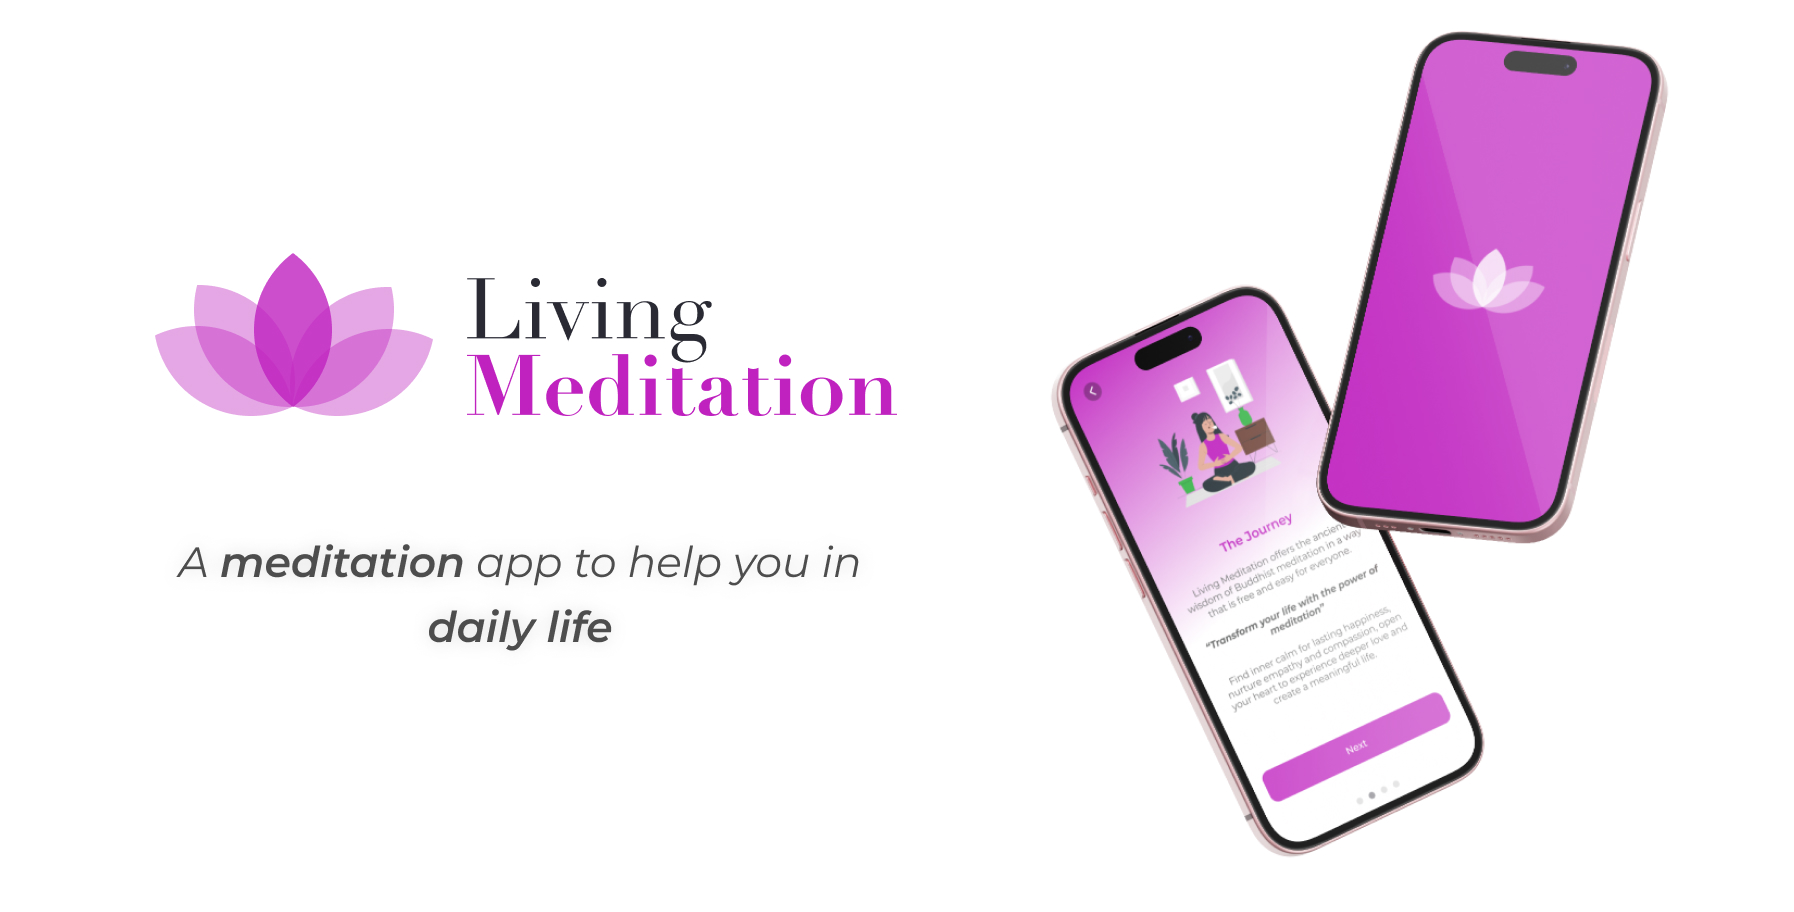 Living
Meditation
A meditation app to help you in
daily life
The Journey
Living Meditation offers the ancient
wisdom of Buddhist meditation in a way
that is free and easy for everyone.
“Transform your life with the power of
meditation”
Find inner calm for lasting happiness,
nurture empathy and compassion, open
your heart to experience deeper love and
create a meaningful life.
Next